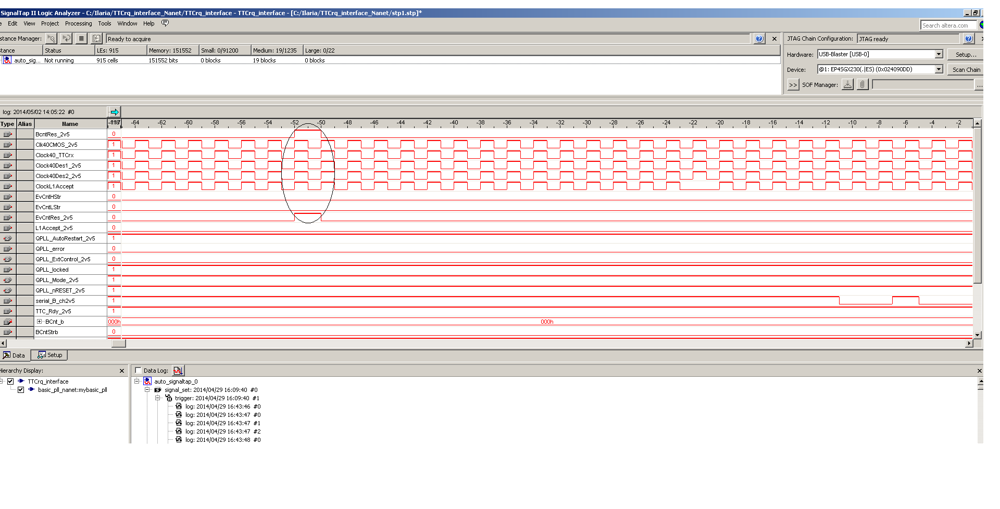 SignalTap II Logic Analyzer - C:/Ilaria/TTCrq_interface_Nanet/TTCrq_interface - TTCrq_interface - [C:/Ilaria/TTCrq_interface_Nanet/stp1.stp]*
e Edit View Project Processing Tools Window Help
Search altera.com
stance Manager: Ready to acquire
JTAG Chain Configuration: JTAG ready
stance Status LEs: 915 Memory: 151552 Small: 0/91200 Medium: 19/1235 Large: 0/22
auto_sig... Not running 915 cells 151552 bits 0 blocks 19 blocks 0 blocks
Hardware: USB-Blaster [USB-0] Setup...
Device: @1: EP4SGX230(.|ES) (0x024090DD) Scan Chain
>> SOF Manager: ...
log: 2014/05/02 14:05:22 #0
Type Alias Name -64 -62 -60 -58 -56 -54 -52 -50 -48 -46 -44 -42 -40 -38 -36 -34 -32 -30 -28 -26 -24 -22 -20 -18 -16 -14 -12 -10 -8 -6 -4 -2
BcntRes_2v5 0
Clk40CMOS_2v5 1
Clock40_TTCrx 1
Clock40Des1_2v5 1
Clock40Des2_2v5 1
ClockL1Accept 1
EvCntHStr 0
EvCntLStr 0
EvCntRes_2v5 0
L1Accept_2v5 0
QPLL_AutoRestart_2v5 1
QPLL_error 0
QPLL_ExtControl_2v5 0
QPLL_locked 1
QPLL_Mode_2v5 1
QPLL_nRESET_2v5 1
serial_B_ch2v5 1
TTC_Rdy_2v5 1
BCnt_b 000h 000h
BCntStrb 0
Data Setup
Hierarchy Display:
TTCrq_interface
basic_pll_nanet:mybasic_pll
Data Log:
auto_signaltap_0
signal_set: 2014/04/29 16:09:40 #0
trigger: 2014/04/29 16:09:40 #1
log: 2014/04/29 16:43:46 #0
log: 2014/04/29 16:43:47 #0
log: 2014/04/29 16:43:47 #1
log: 2014/04/29 16:43:47 #2
log: 2014/04/29 16:43:48 #0